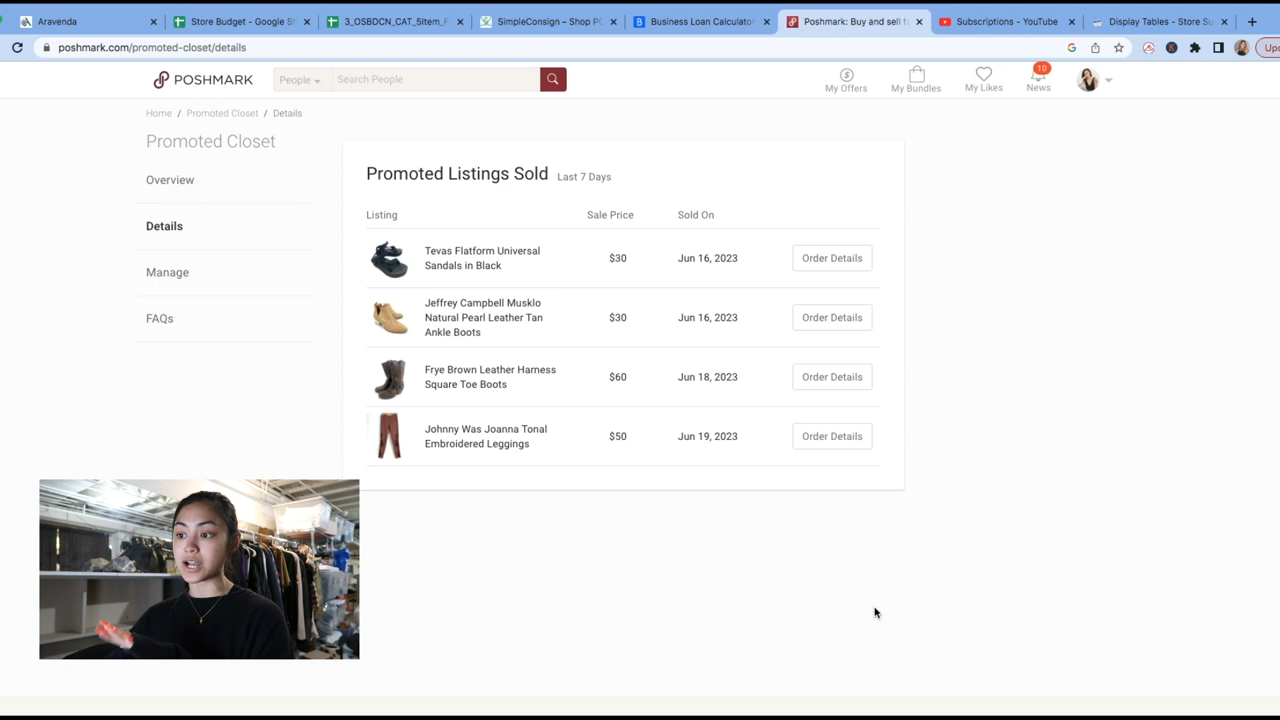 Aravenda
Store Budget - Google S
3_OSBDCN_CAT_5Item_F
SimpleConsign – Shop P
Business Loan Calculator
Poshmark: Buy and sell f
Subscriptions - YouTube
Display Tables - Store Su
poshmark.com/promoted-closet/details
POSHMARK
People
Search People
My Offers
My Bundles
My Likes
10
News
Home / Promoted Closet / Details
Promoted Closet
Overview
Details
Manage
FAQs
Promoted Listings Sold Last 7 Days
Listing Sale Price Sold On
Tevas Flatform Universal
Sandals in Black
$30
Jun 16, 2023
Order Details
Jeffrey Campbell Musklo
Natural Pearl Leather Tan
Ankle Boots
$30
Jun 16, 2023
Order Details
Frye Brown Leather Harness
Square Toe Boots
$60
Jun 18, 2023
Order Details
Johnny Was Joanna Tonal
Embroidered Leggings
$50
Jun 19, 2023
Order Details